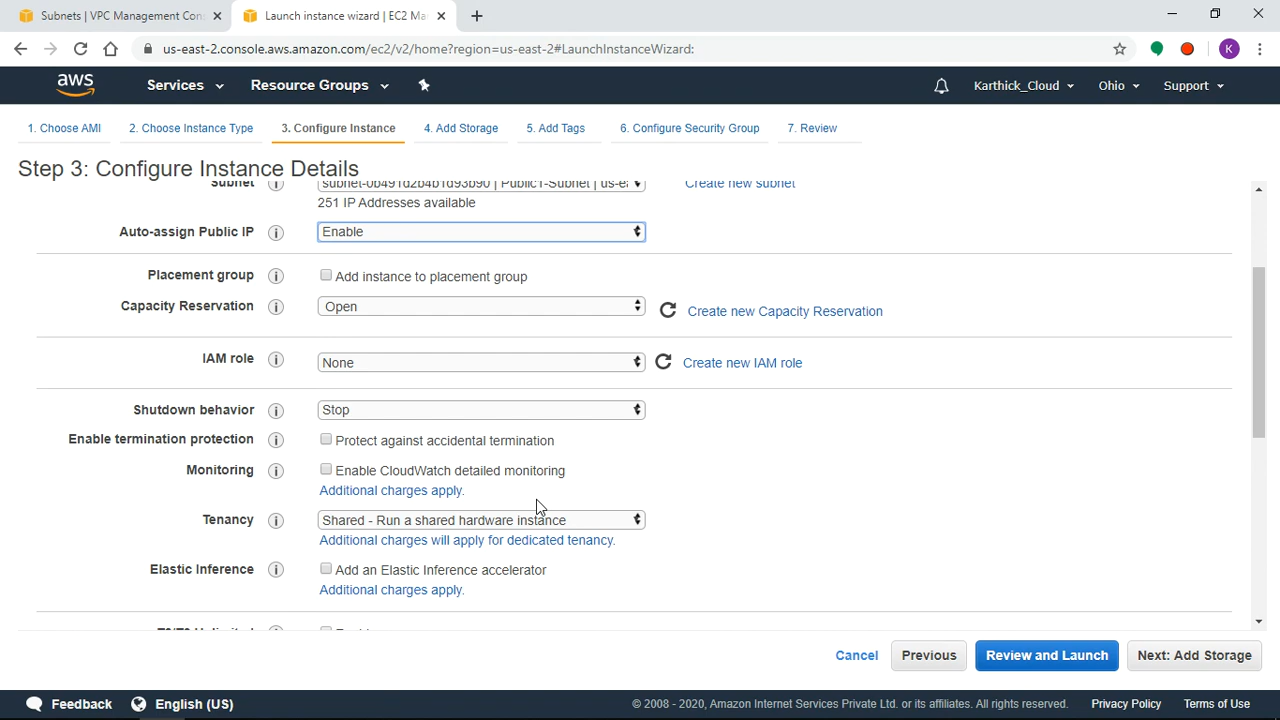 Subnets | VPC Management Con
Launch instance wizard | EC2 Ma
us-east-2.console.aws.amazon.com/ec2/v2/home?region=us-east-2#LaunchInstanceWizard:
K
aws
Services
Resource Groups
Karthick_Cloud
Ohio
Support
1. Choose AMI
2. Choose Instance Type
3. Configure Instance
4. Add Storage
5. Add Tags
6. Configure Security Group
7. Review
Step 3: Configure Instance Details
Subnet
subnet-0b491d2b4b1d93b90 | Public1-Subnet | us-ea
Create new subnet
251 IP Addresses available
Auto-assign Public IP
Enable
Placement group
Add instance to placement group
Capacity Reservation
Open
Create new Capacity Reservation
IAM role
None
Create new IAM role
Shutdown behavior
Stop
Enable termination protection
Protect against accidental termination
Monitoring
Enable CloudWatch detailed monitoring
Additional charges apply.
Tenancy
Shared - Run a shared hardware instance
Additional charges will apply for dedicated tenancy.
Elastic Inference
Add an Elastic Inference accelerator
Additional charges apply.
Cancel
Previous
Review and Launch
Next: Add Storage
Feedback
English (US)
© 2008 - 2020, Amazon Internet Services Private Ltd. or its affiliates. All rights reserved.
Privacy Policy
Terms of Use